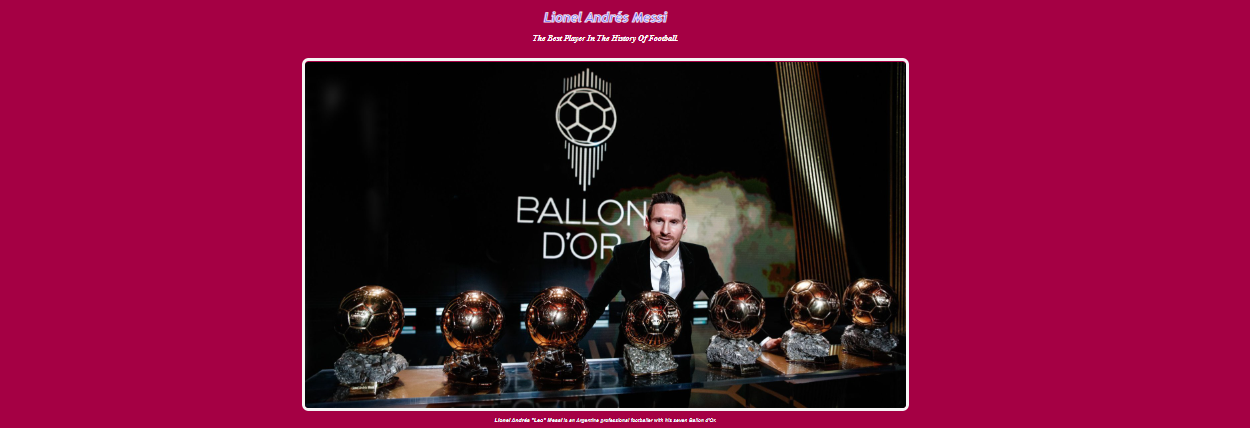 Lionel Andrés Messi
The Best Player In The History Of Football.
BALLON
D'OR
Lionel Andrés "Leo" Messi is an Argentine professional footballer with his seven Ballon d'Or.